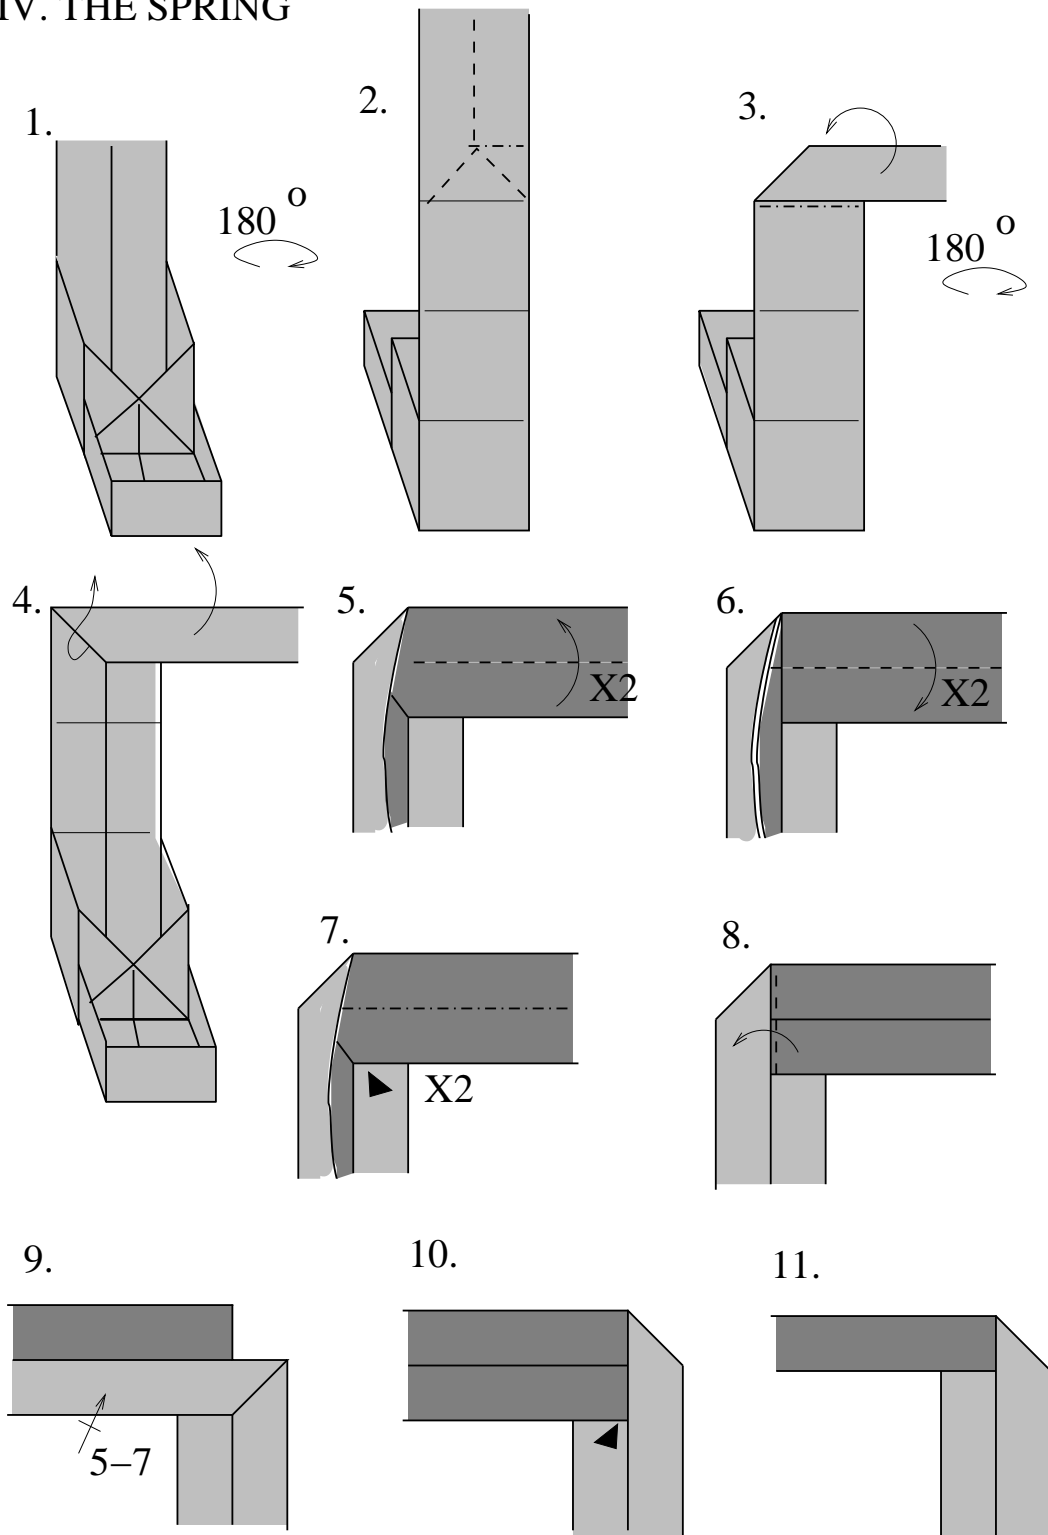 IV. THE SPRING
1.
180 o
2.
3.
180 o
4.
5.
X2
6.
X2
7.
X2
8.
9.
5–7
10.
11.